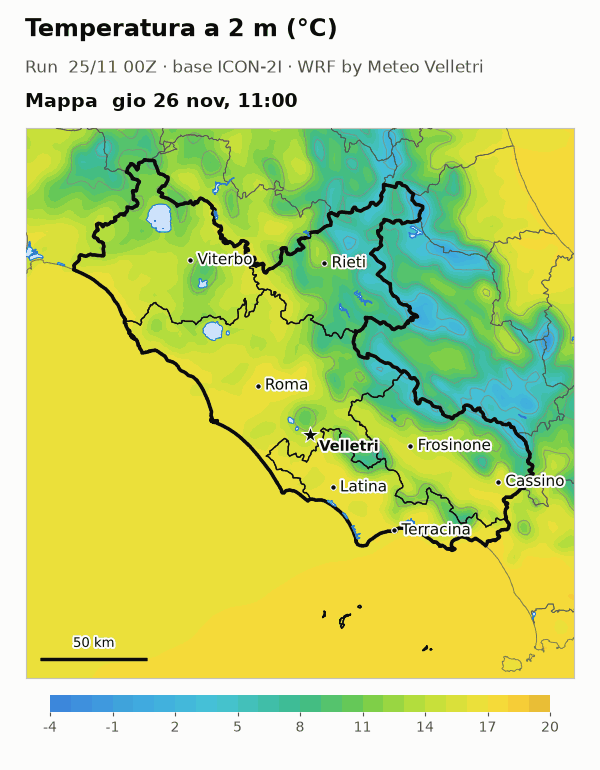 Temperatura a 2 m (°C)
Run  25/11 00Z · base ICON-2I · WRF by Meteo Velletri
Mappa  gio 26 nov, 11:00
Viterbo
Rieti
Roma
Velletri
Frosinone
Cassino
Latina
Terracina
50 km
-4 -1 2 5 8 11 14 17 20